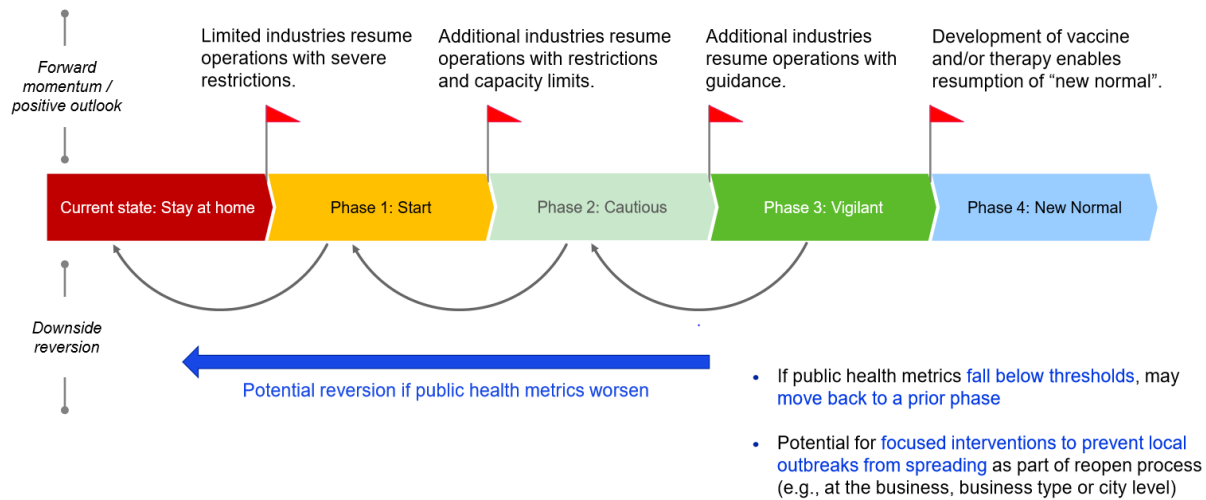 Limited industries resume
operations with severe
restrictions.
Additional industries resume
operations with restrictions
and capacity limits.
Additional industries
resume operations with
guidance.
Development of vaccine
and/or therapy enables
resumption of “new normal”.
Forward
momentum /
positive outlook
Current state: Stay at home
Phase 1: Start
Phase 2: Cautious
Phase 3: Vigilant
Phase 4: New Normal
Downside
reversion
Potential reversion if public health metrics worsen
• If public health metrics fall below thresholds, may
move back to a prior phase
• Potential for focused interventions to prevent local
outbreaks from spreading as part of reopen process
(e.g., at the business, business type or city level)